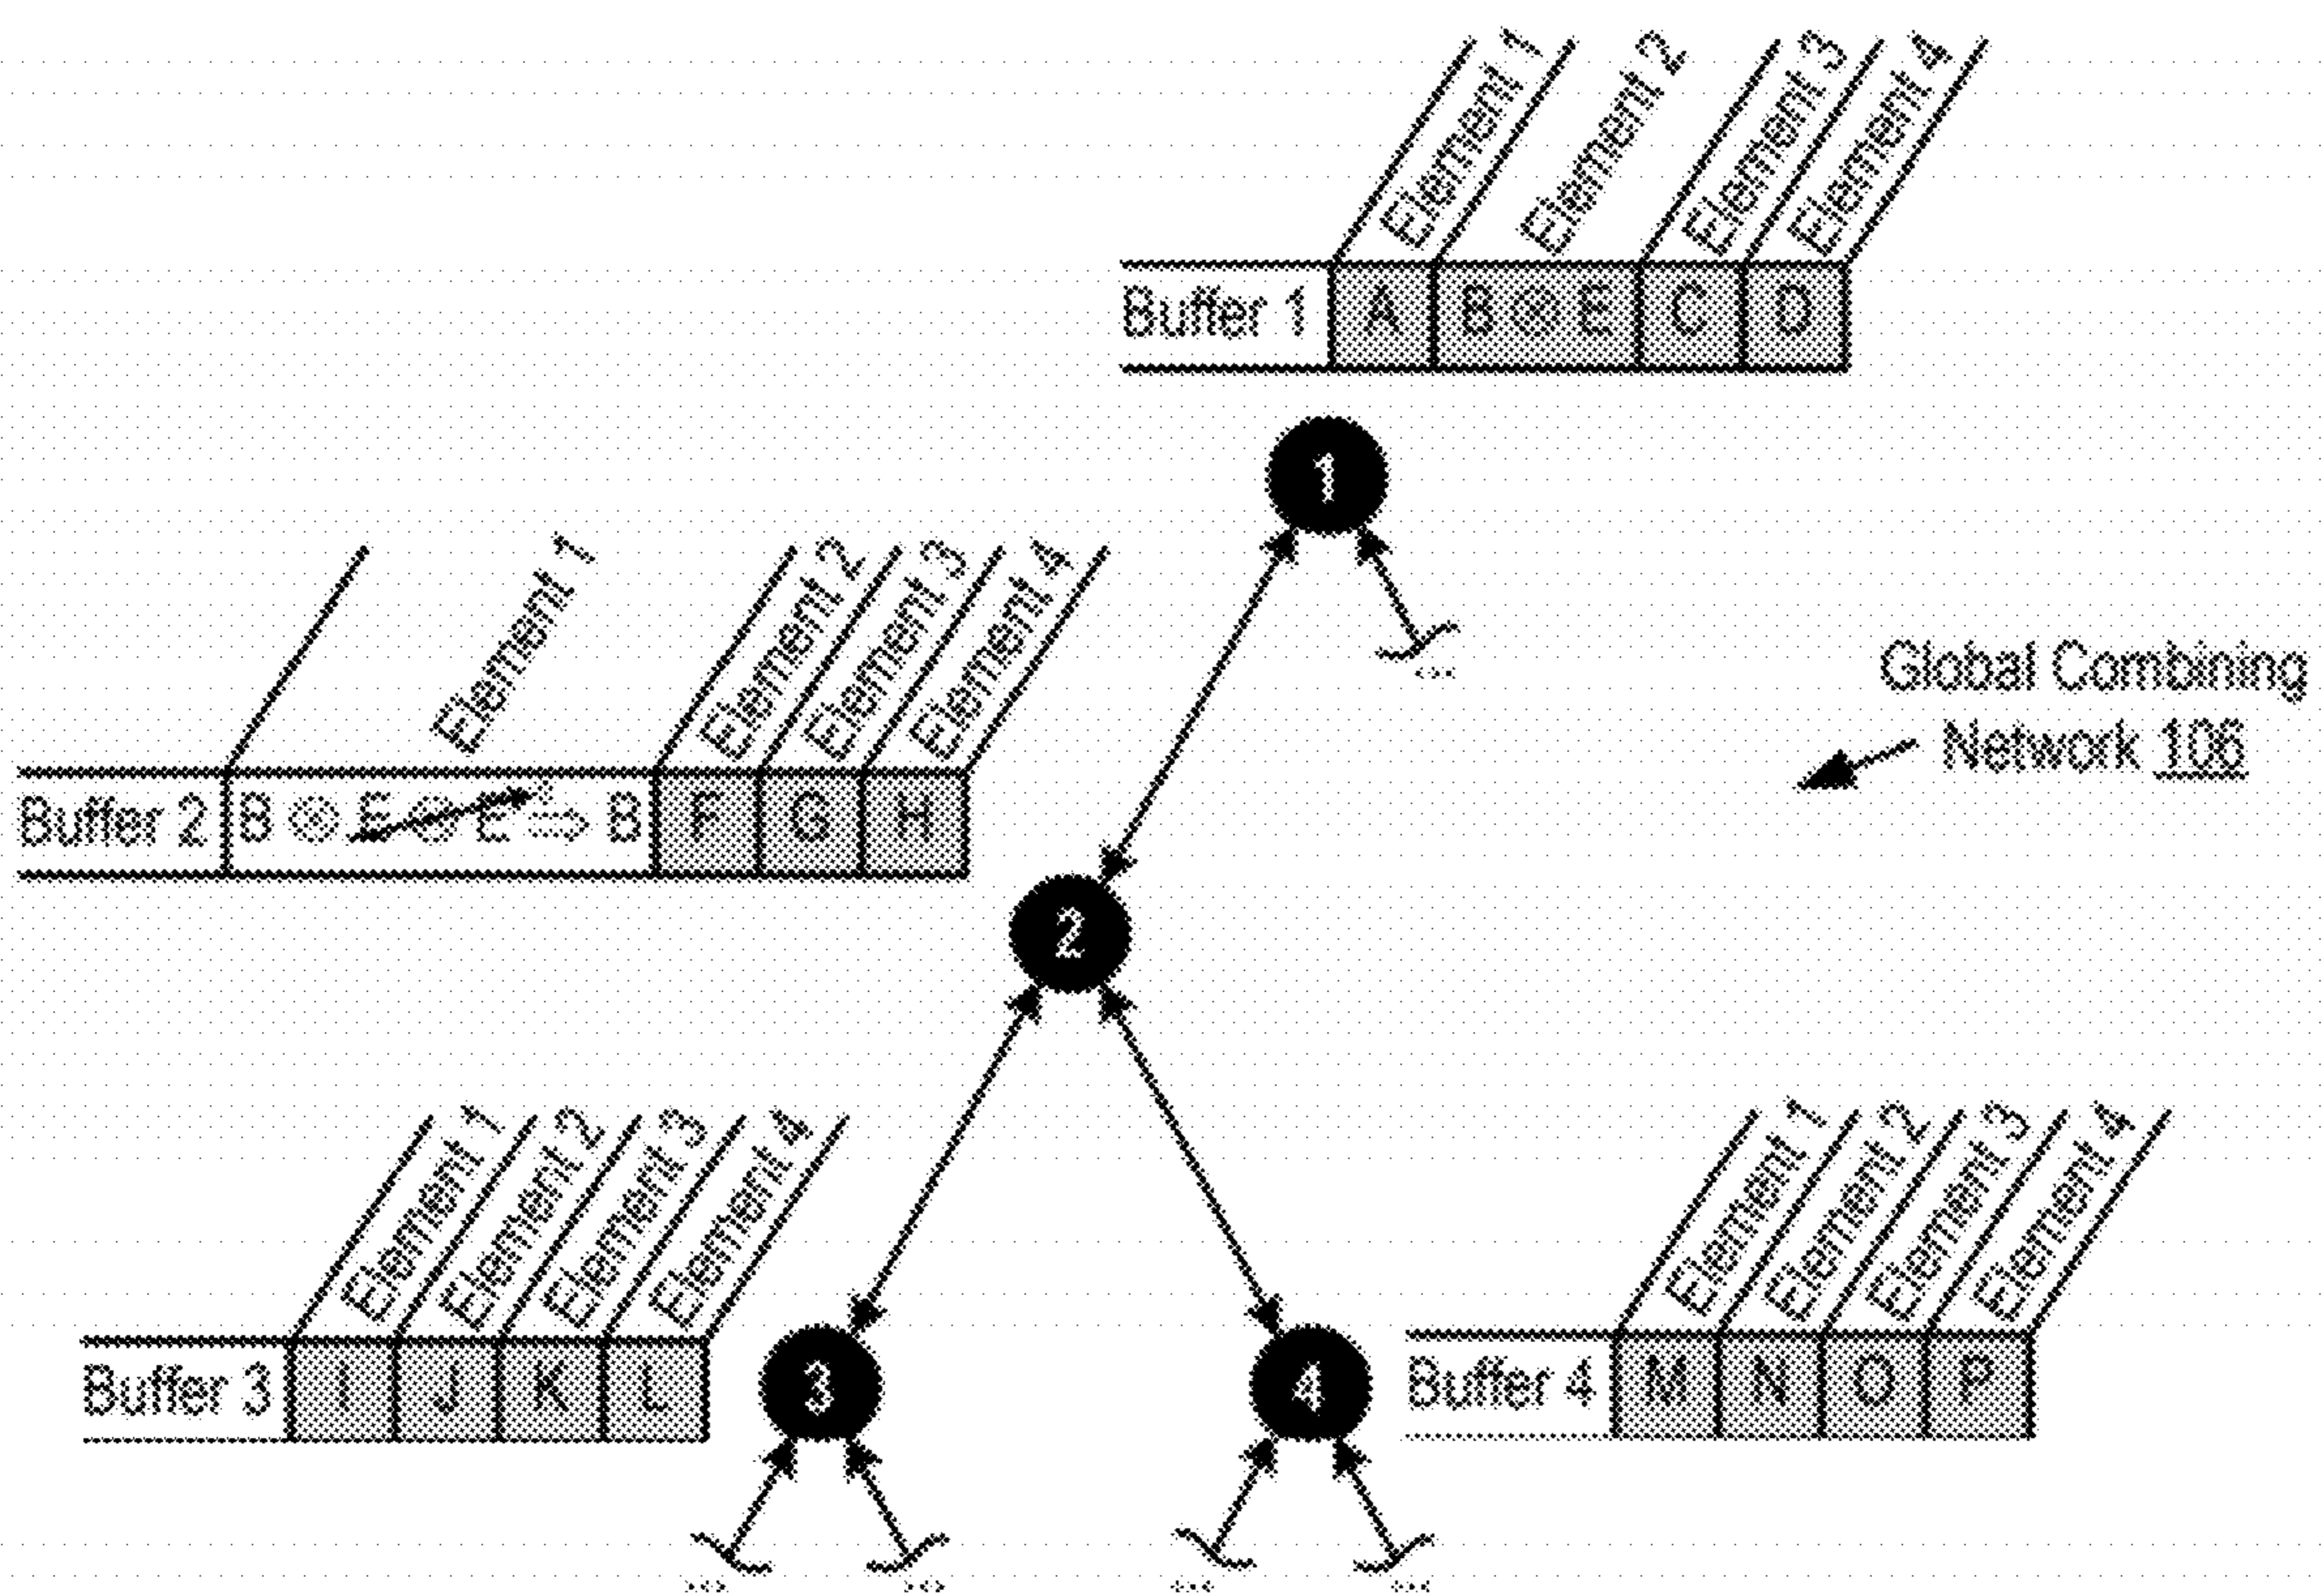 Element 1
Element 2
Element 3
Element 4
Buffer 1 A B ⊗ E C D
1
Global Combining
Network 106
Element 1
Element 2
Element 3
Element 4
Buffer 2 B ⊗ E ⊗ E ⇒ B F G H
2
Element 1
Element 2
Element 3
Element 4
Buffer 3 I J K L
3
4
Element 1
Element 2
Element 3
Element 4
Buffer 4 M N O P
...
...
...
...
...